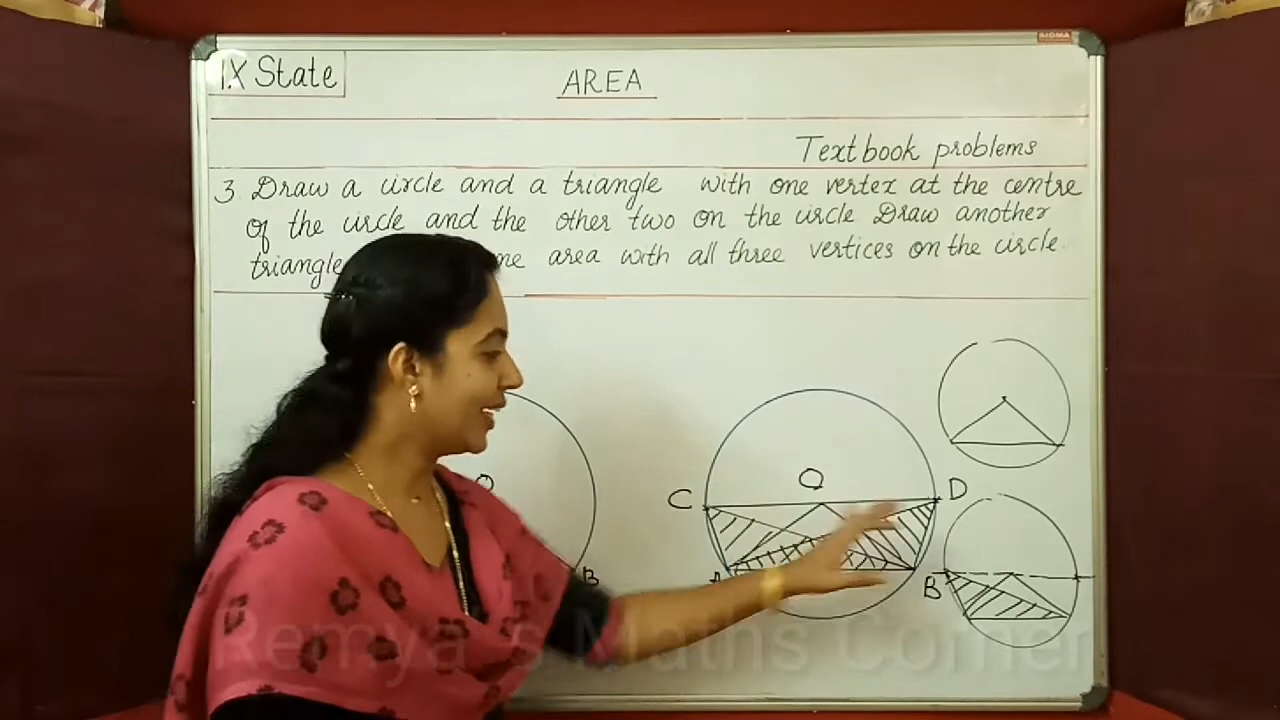 SIGMA
IX State
AREA
Textbook problems
3. Draw a circle and a triangle with one vertex at the centre
of the circle and the other two on the circle Draw another
triangle area with all three vertices on the circle.
O
B
C
O
D
A
B
Remya's Maths Corner